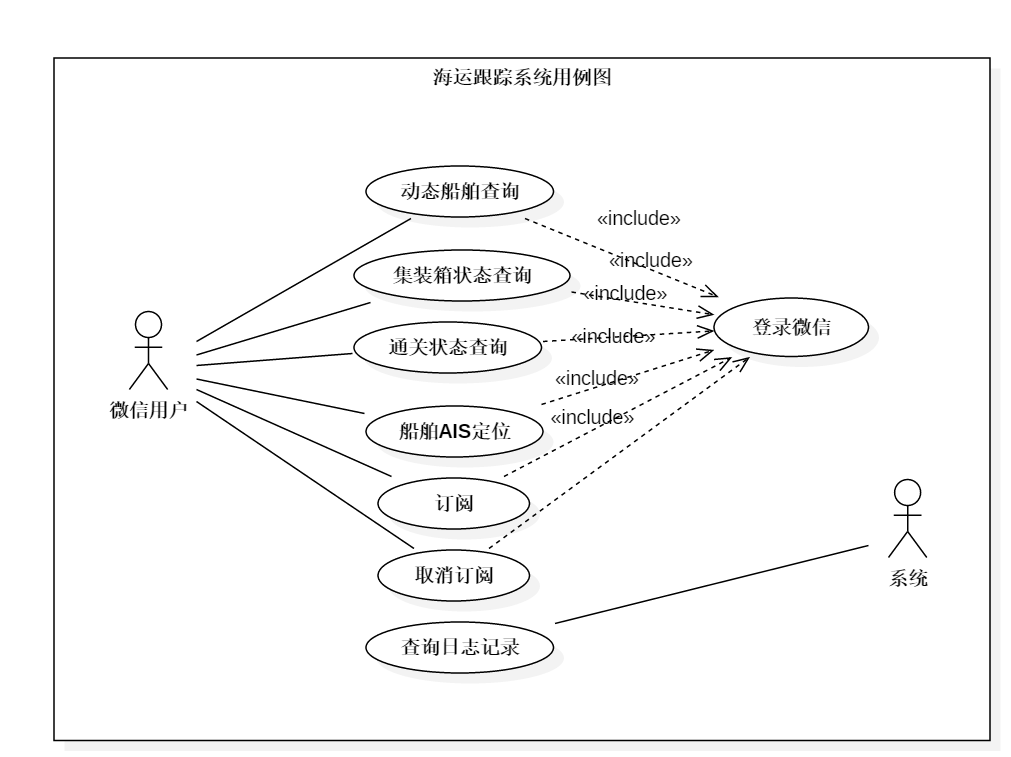 海运跟踪系统用例图
动态船舶查询
«include»
«include»
集装箱状态查询
«include»
登录微信
«include»
通关状态查询
«include»
微信用户
«include»
船舶AIS定位
订阅
取消订阅
系统
查询日志记录